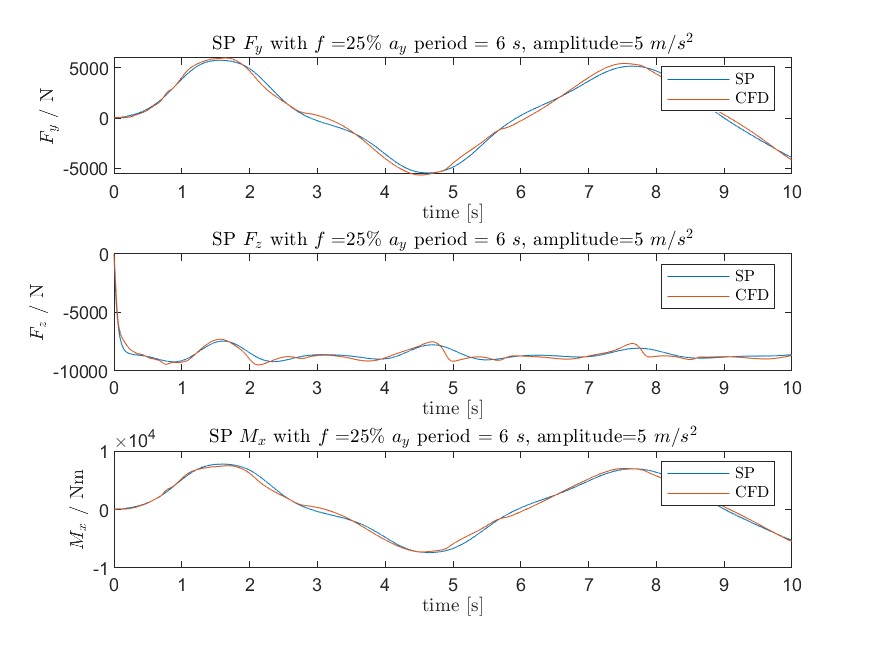 SP F_y with f =25% a_y period = 6 s, amplitude=5 m/s^2
5000
0
-5000
F_y / N
SP
CFD
0 1 2 3 4 5 6 7 8 9 10
time [s]
SP F_z with f =25% a_y period = 6 s, amplitude=5 m/s^2
0
-5000
-10000
F_z / N
SP
CFD
0 1 2 3 4 5 6 7 8 9 10
time [s]
SP M_x with f =25% a_y period = 6 s, amplitude=5 m/s^2
×10^4
1
0
-1
M_x / Nm
SP
CFD
0 1 2 3 4 5 6 7 8 9 10
time [s]